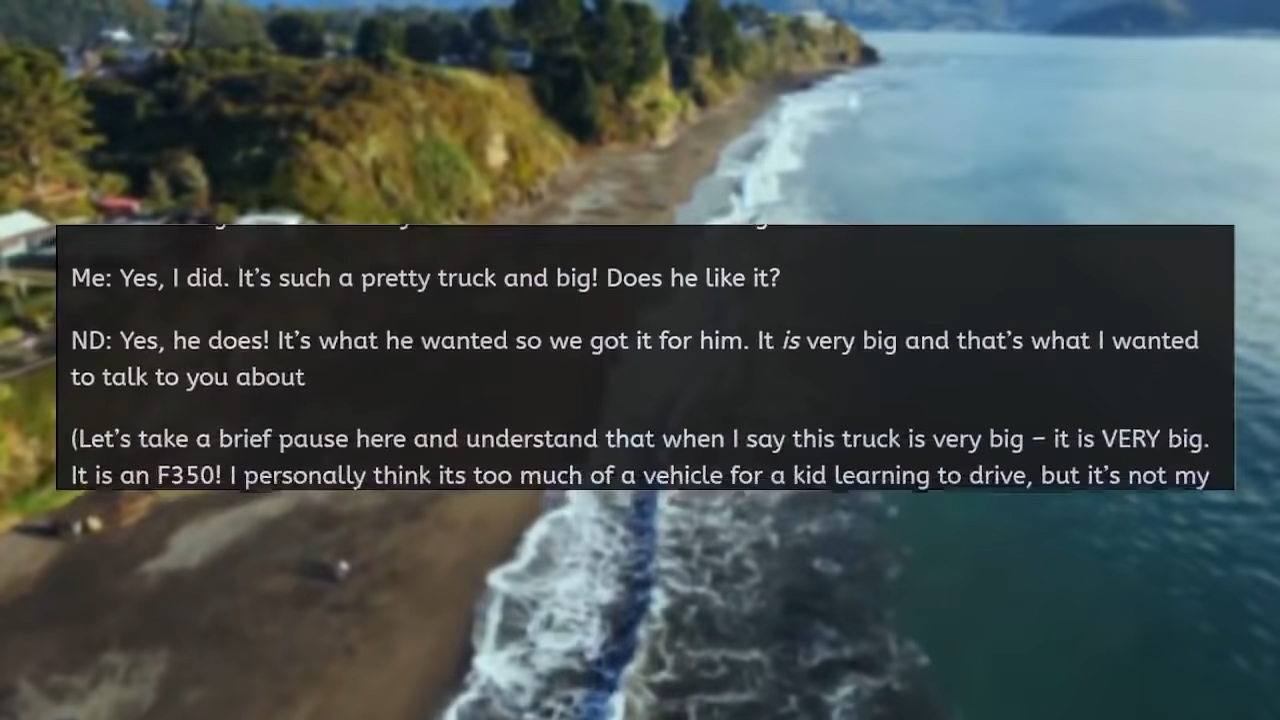 Me: Yes, I did. It’s such a pretty truck and big! Does he like it?
ND: Yes, he does! It’s what he wanted so we got it for him. It is very big and that’s what I wanted
to talk to you about
(Let’s take a brief pause here and understand that when I say this truck is very big – it is VERY big.
It is an F350! I personally think its too much of a vehicle for a kid learning to drive, but it’s not my